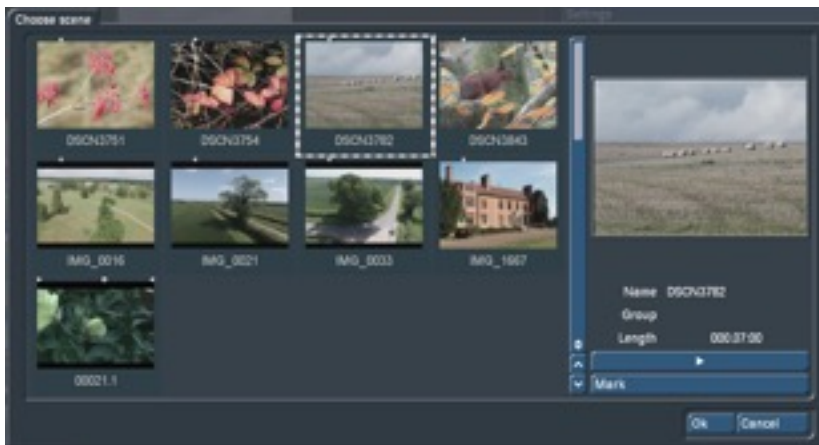 Choose scene
Settings
DSCN3751
DSCN3754
DSCN3782
DSCN3843
IMG_0016
IMG_0021
IMG_0033
IMG_1667
00021.1
Name DSCN3782
Group
Length 000:37:00
Mark
Ok
Cancel